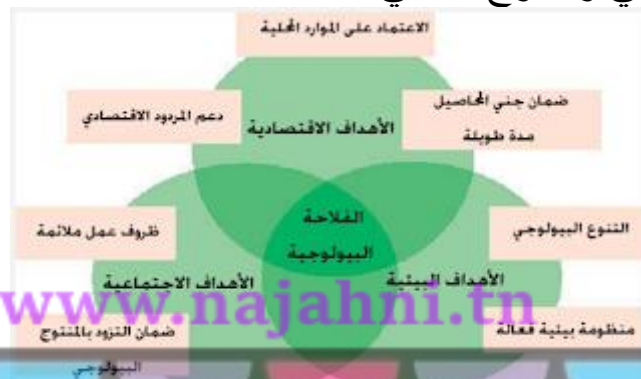 الاعتماد على الموارد المحلية
دعم المردود الاقتصادي
ضمان جني المحاصيل
مدة طويلة
الأهداف الاقتصادية
ظروف عمل ملائمة
الفلاحة
البيولوجية
التنوع البيولوجي
الأهداف الاجتماعية
الأهداف البيئية
www.najahni.tn
ضمان التزود بالمنتوج
البيولوجي
منظومة بيئية فعالة